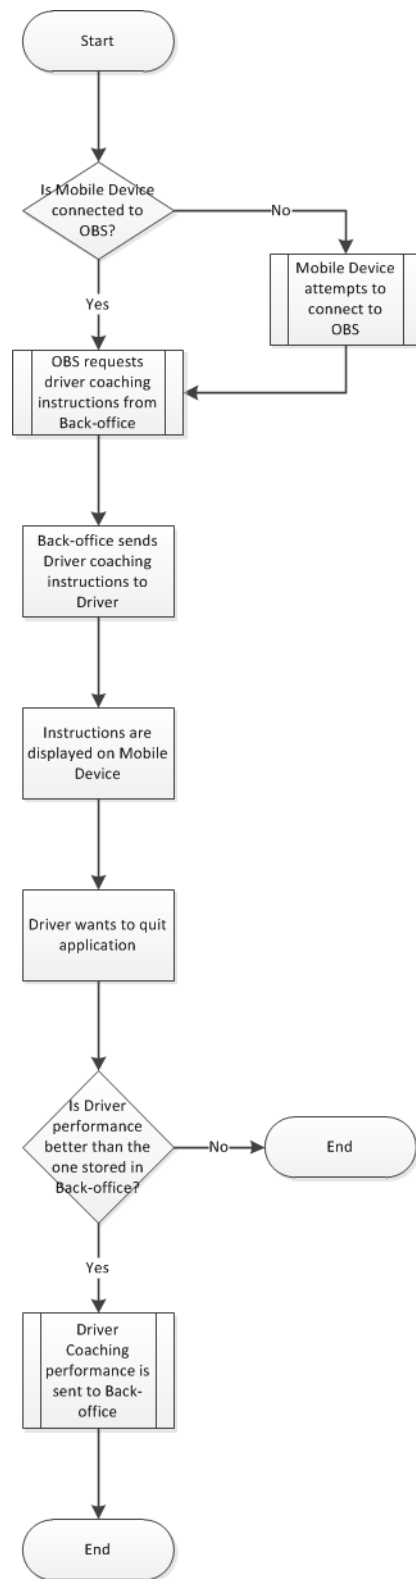 Start
Is Mobile Device
connected to
OBS?
No
Mobile Device
attempts to
connect to
OBS
Yes
OBS requests
driver coaching
instructions from
Back-office
Back-office sends
Driver coaching
instructions to
Driver
Instructions are
displayed on Mobile
Device
Driver wants to quit
application
Is Driver
performance
better than the
one stored in
Back-office?
No
End
Yes
Driver
Coaching
performance is
sent to Back-
office
End